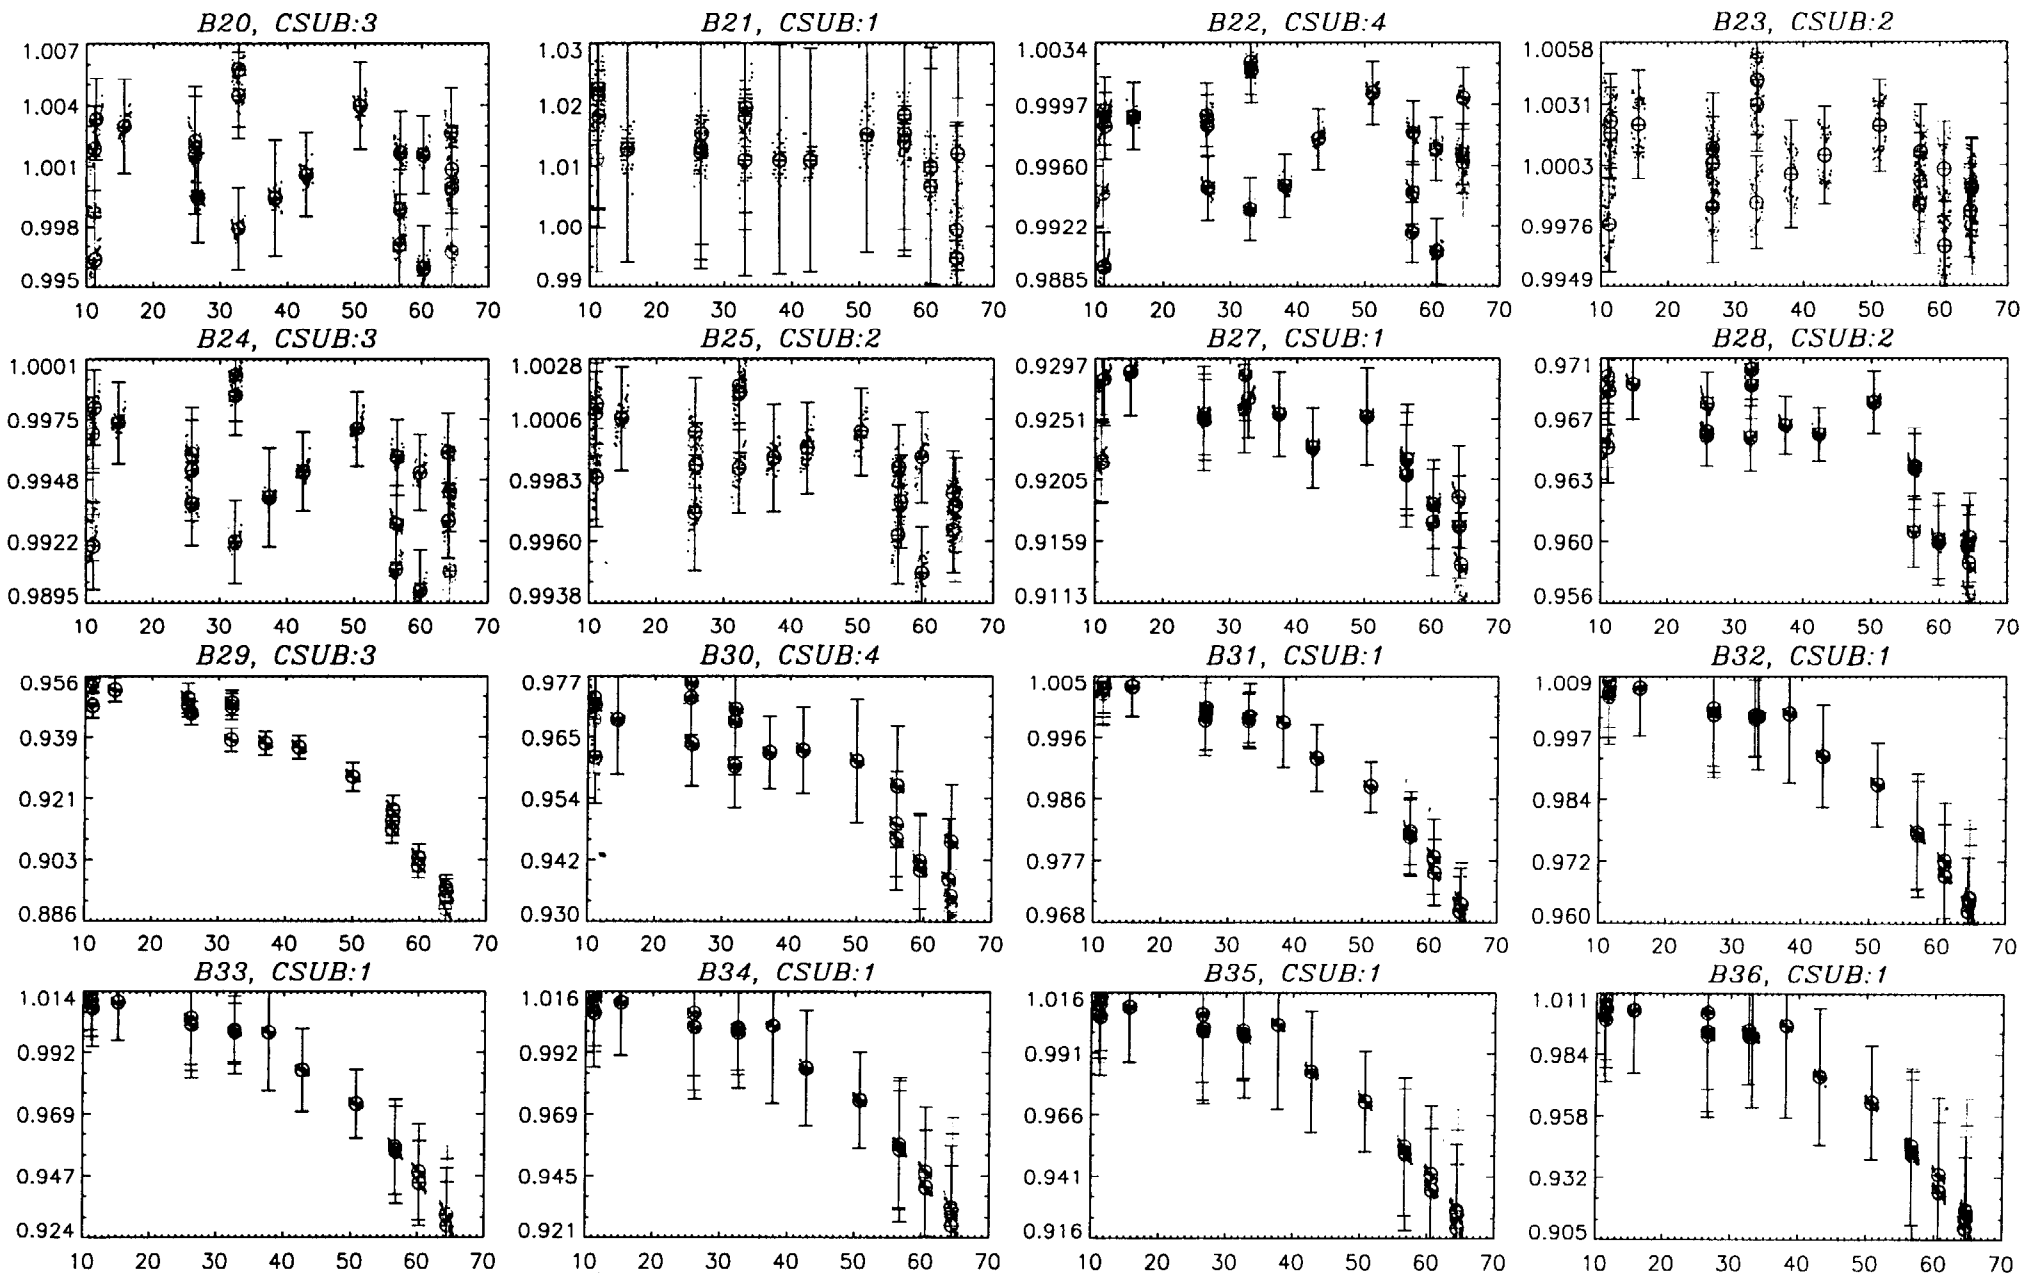 B20, CSUB:3
1.007
1.004
1.001
0.998
0.995
10 20 30 40 50 60 70
B21, CSUB:1
1.03
1.02
1.01
1.00
0.99
10 20 30 40 50 60 70
B22, CSUB:4
1.0034
0.9997
0.9960
0.9922
0.9885
10 20 30 40 50 60 70
B23, CSUB:2
1.0058
1.0031
1.0003
0.9976
0.9949
10 20 30 40 50 60 70
B24, CSUB:3
1.0001
0.9975
0.9948
0.9922
0.9895
10 20 30 40 50 60 70
B25, CSUB:2
1.0028
1.0006
0.9983
0.9960
0.9938
10 20 30 40 50 60 70
B27, CSUB:1
0.9297
0.9251
0.9205
0.9159
0.9113
10 20 30 40 50 60 70
B28, CSUB:2
0.971
0.967
0.963
0.960
0.956
10 20 30 40 50 60 70
B29, CSUB:3
0.956
0.939
0.921
0.903
0.886
10 20 30 40 50 60 70
B30, CSUB:4
0.977
0.965
0.954
0.942
0.930
10 20 30 40 50 60 70
B31, CSUB:1
1.005
0.996
0.986
0.977
0.968
10 20 30 40 50 60 70
B32, CSUB:1
1.009
0.997
0.984
0.972
0.960
10 20 30 40 50 60 70
B33, CSUB:1
1.014
0.992
0.969
0.947
0.924
10 20 30 40 50 60 70
B34, CSUB:1
1.016
0.992
0.969
0.945
0.921
10 20 30 40 50 60 70
B35, CSUB:1
1.016
0.991
0.966
0.941
0.916
10 20 30 40 50 60 70
B36, CSUB:1
1.011
0.984
0.958
0.932
0.905
10 20 30 40 50 60 70